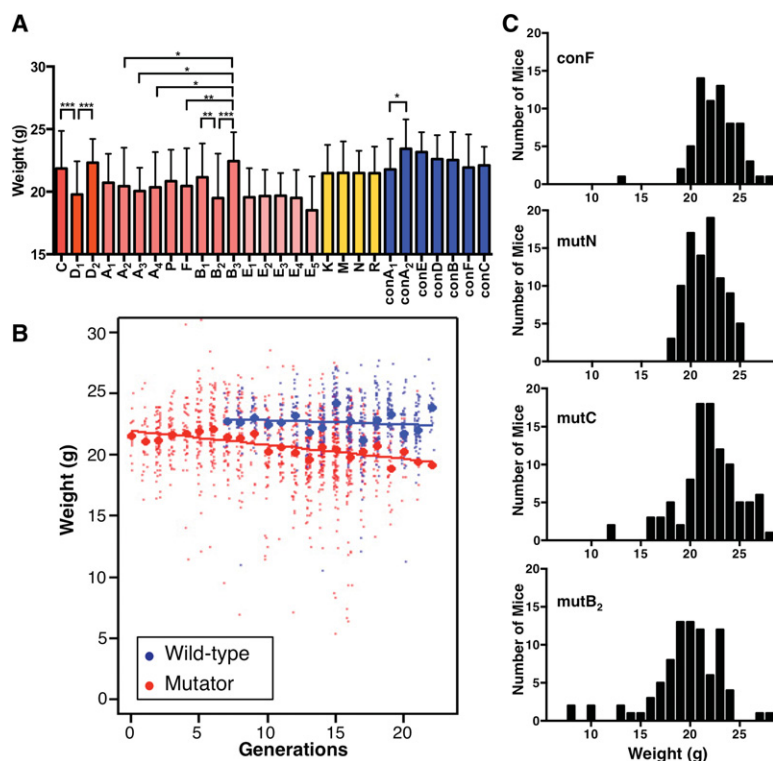 A
Weight (g)
30
25
20
15
* 
*
*
**
*** *** ** *** *
C D₁ D₂ A₁ A₂ A₃ A₄ P F B₁ B₂ B₃ E₁ E₂ E₃ E₄ E₅ K M N R conA₁ conA₂ conE conD conB conF conC
B
Weight (g)
30
25
20
15
10
5
0
Wild-type
Mutator
0 5 10 15 20
Generations
C
conF
Number of Mice
20
15
10
5
0
10 15 20 25
mutN
Number of Mice
20
15
10
5
0
10 15 20 25
mutC
Number of Mice
20
15
10
5
0
10 15 20 25
mutB₂
Number of Mice
20
15
10
5
0
10 15 20 25
Weight (g)